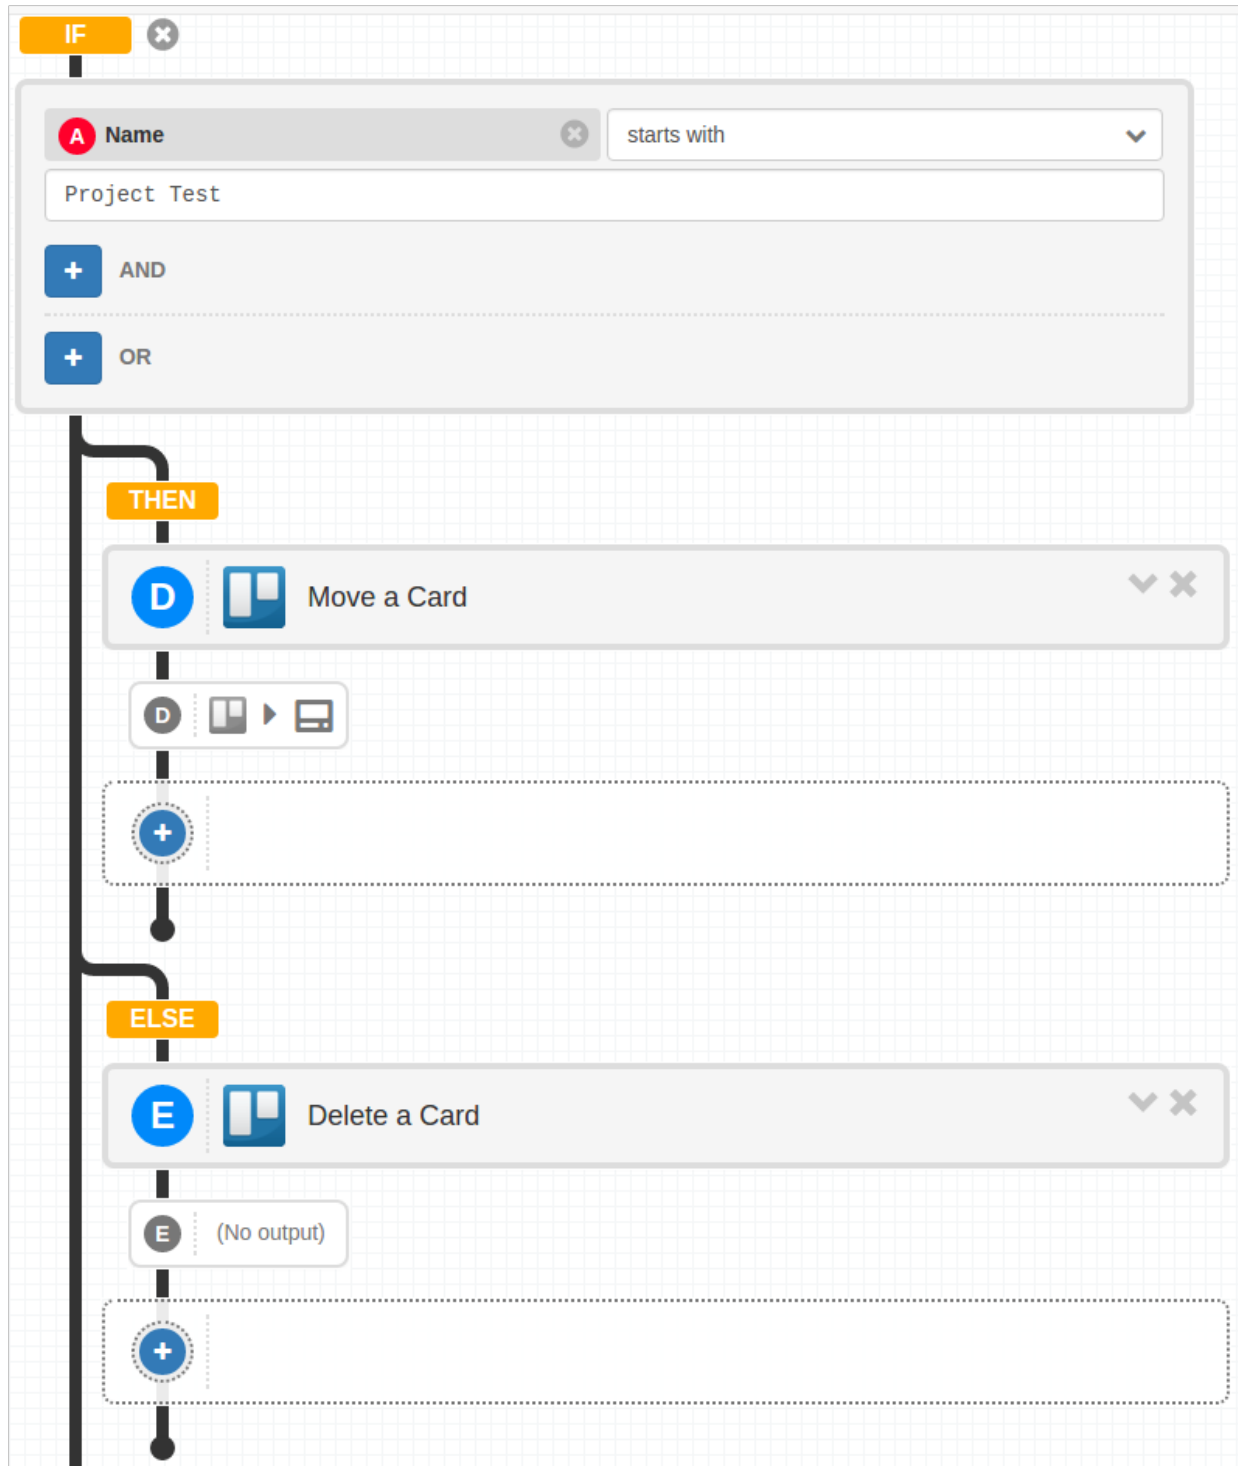 IF
A Name
starts with
Project Test
+ AND
+ OR
THEN
D Move a Card
D
+
ELSE
E Delete a Card
E (No output)
+